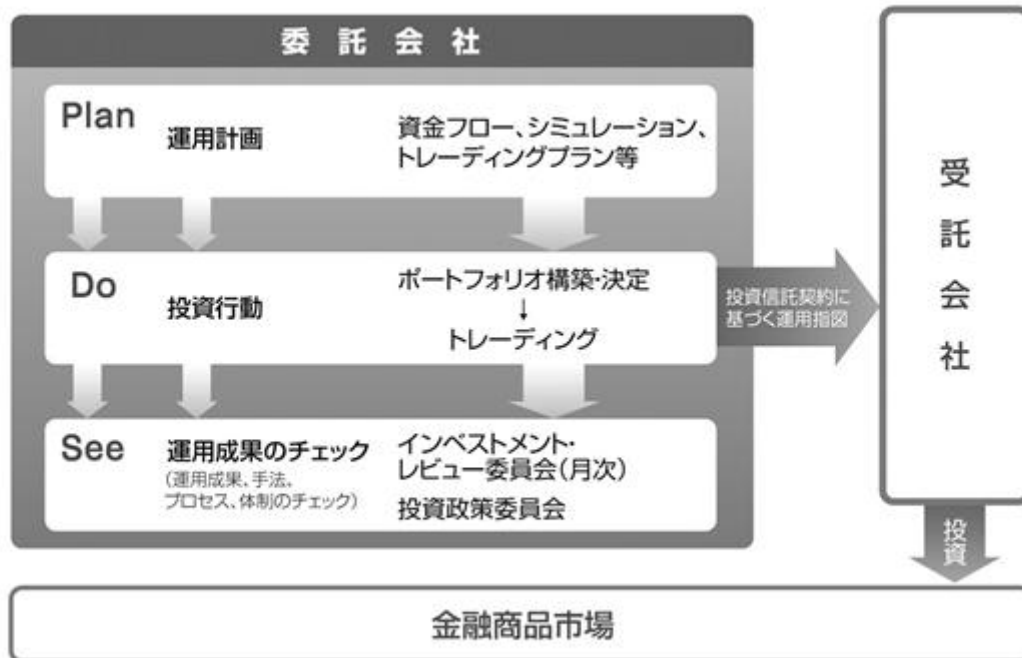 委託会社
Plan
運用計画
資金フロー、シミュレーション、
トレーディングプラン等
Do
投資行動
ポートフォリオ構築・決定
↓
トレーディング
投資信託契約に
基づく運用指図
See
運用成果のチェック
(運用成果、手法、
プロセス、体制のチェック)
インベストメント・
レビュー委員会(月次)
投資政策委員会
受託会社
投資
金融商品市場